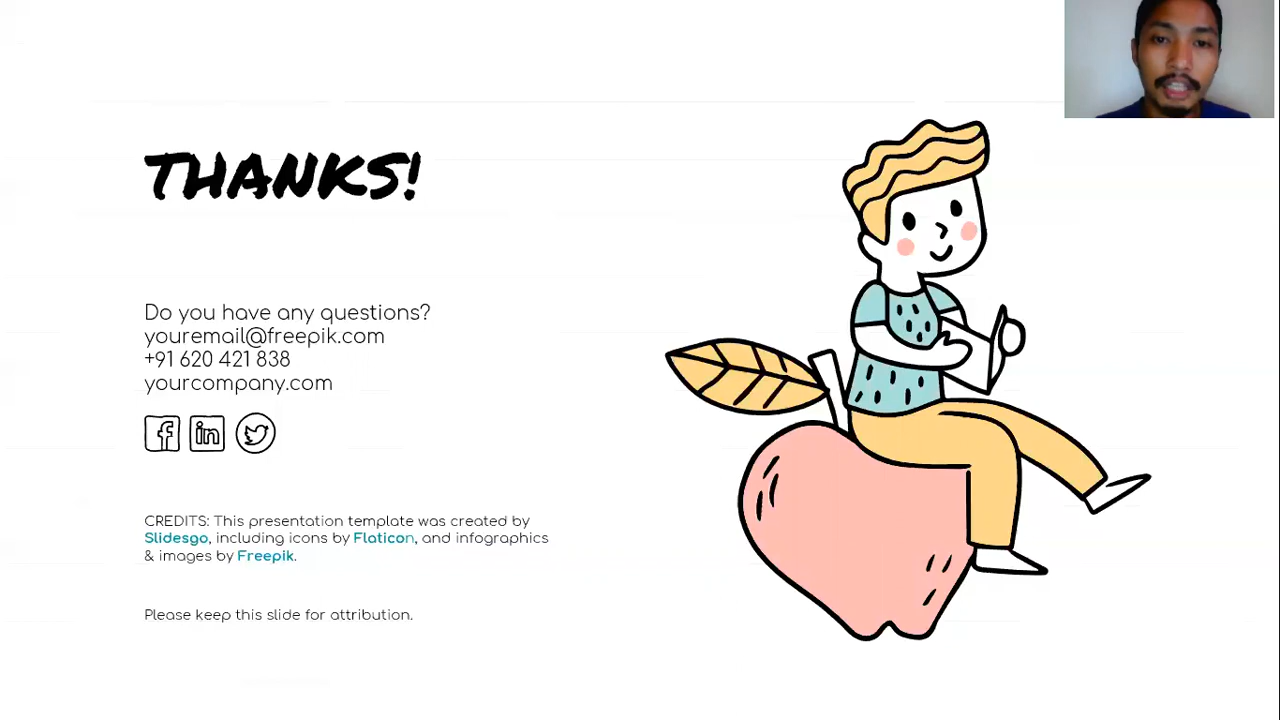 THANKS!
Do you have any questions?
youremail@freepik.com
+91 620 421 838
yourcompany.com
CREDITS: This presentation template was created by
Slidesgo, including icons by Flaticon, and infographics
& images by Freepik.
Please keep this slide for attribution.